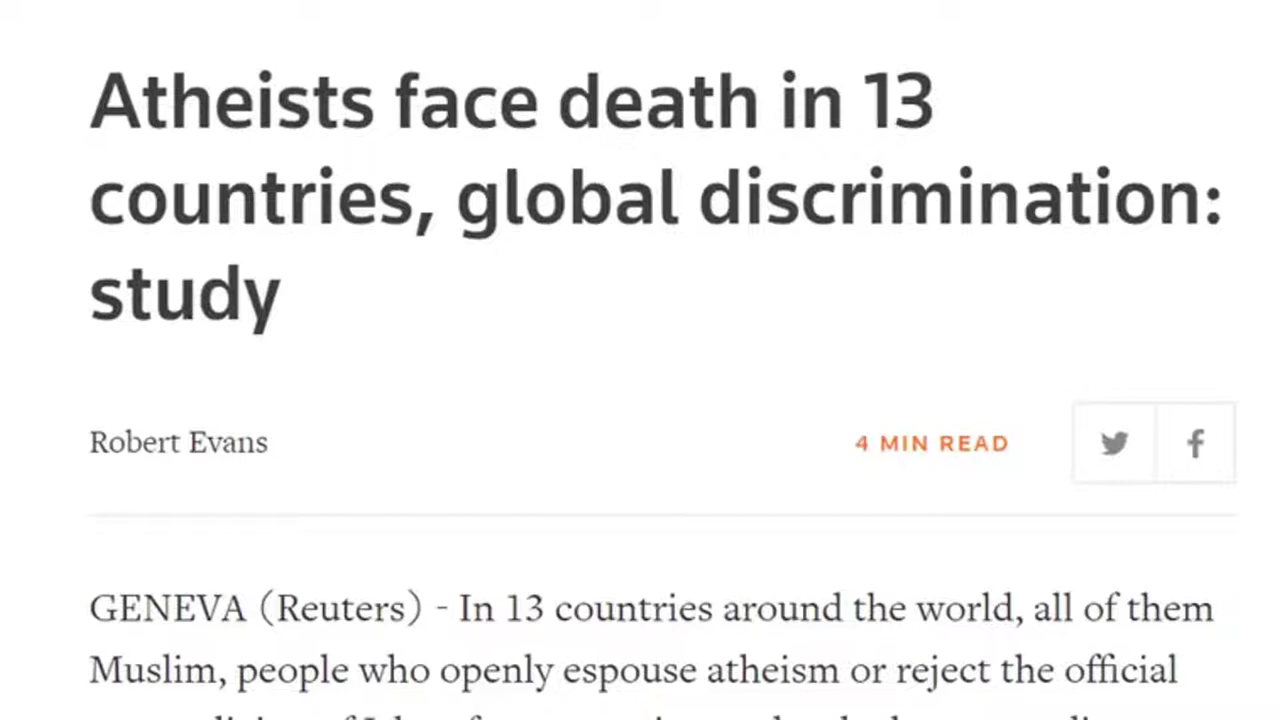 Atheists face death in 13
countries, global discrimination:
study
Robert Evans
4 MIN READ
GENEVA (Reuters) - In 13 countries around the world, all of them
Muslim, people who openly espouse atheism or reject the official